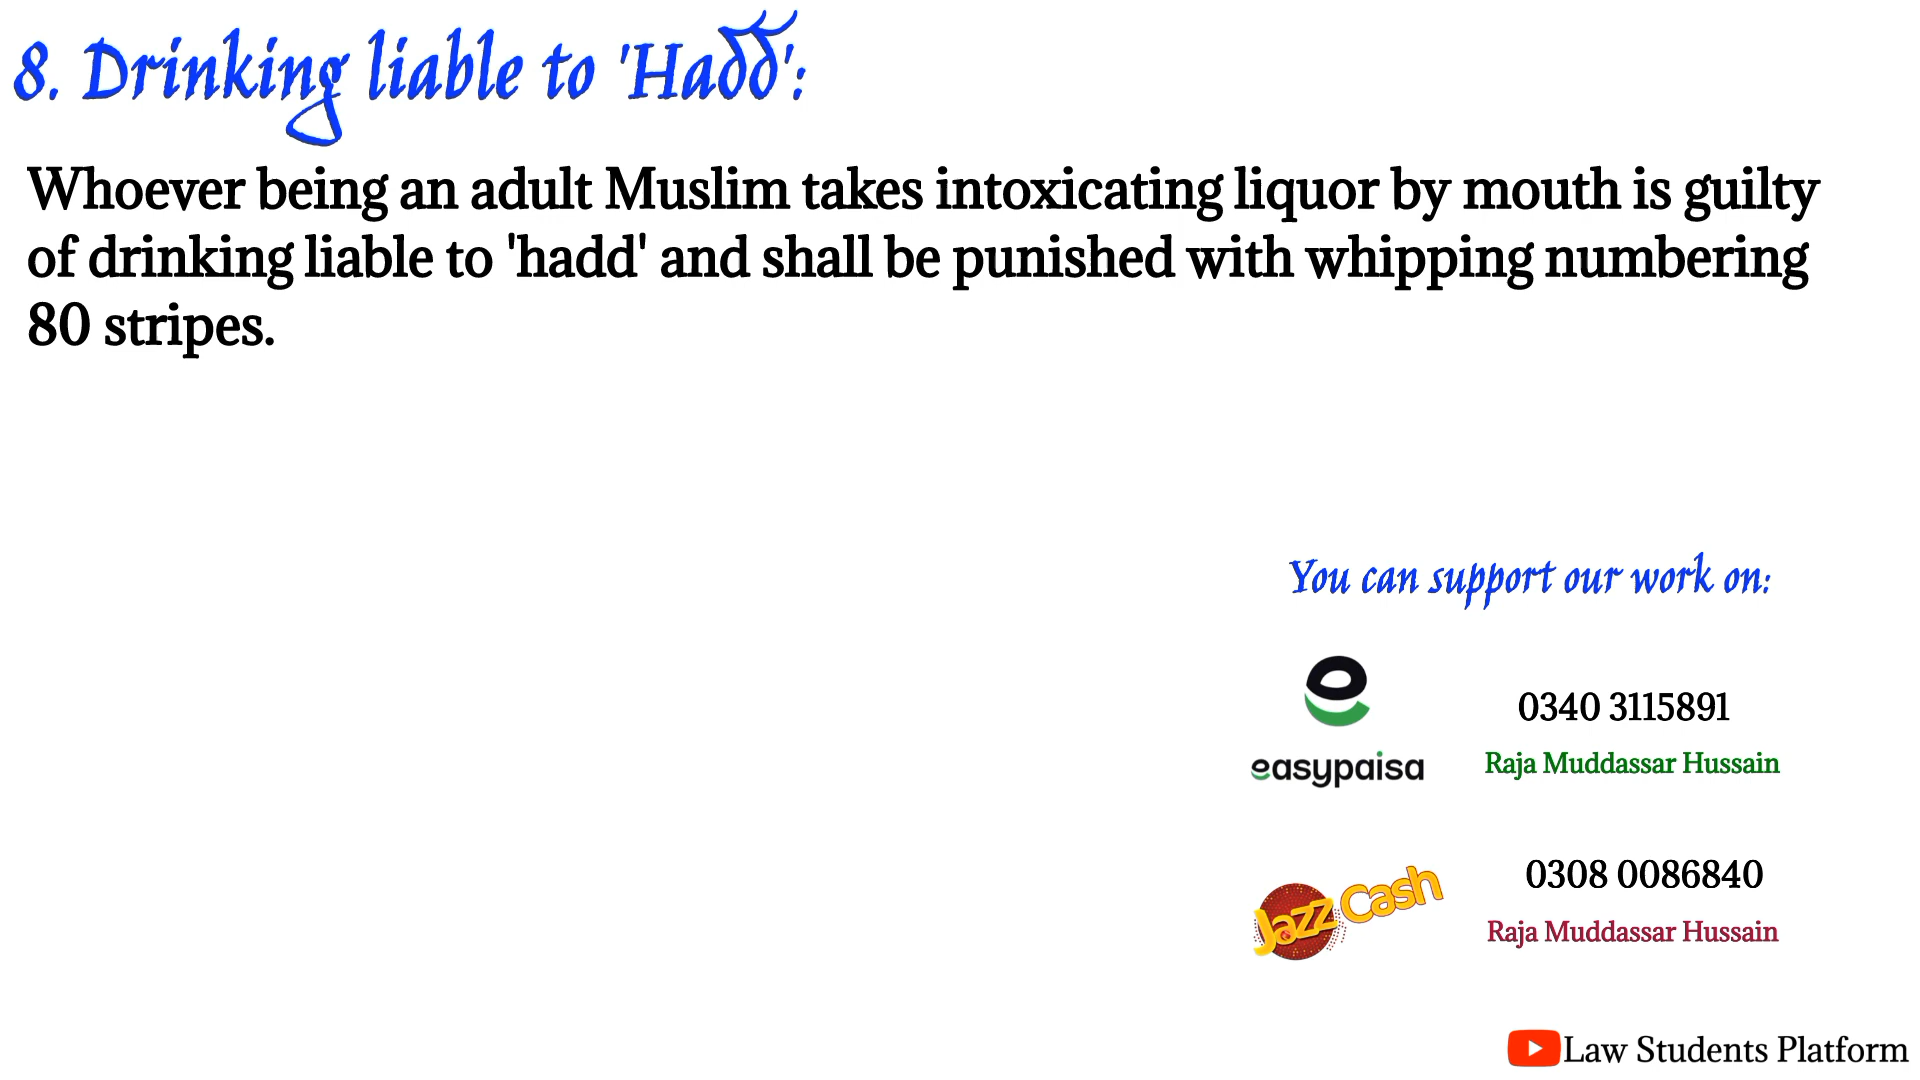 8. Drinking liable to 'Hadd':
Whoever being an adult Muslim takes intoxicating liquor by mouth is guilty
of drinking liable to 'hadd' and shall be punished with whipping numbering
80 stripes.
You can support our work on:
easypaisa
0340 3115891
Raja Muddassar Hussain
Jazz Cash
0308 0086840
Raja Muddassar Hussain
Law Students Platform